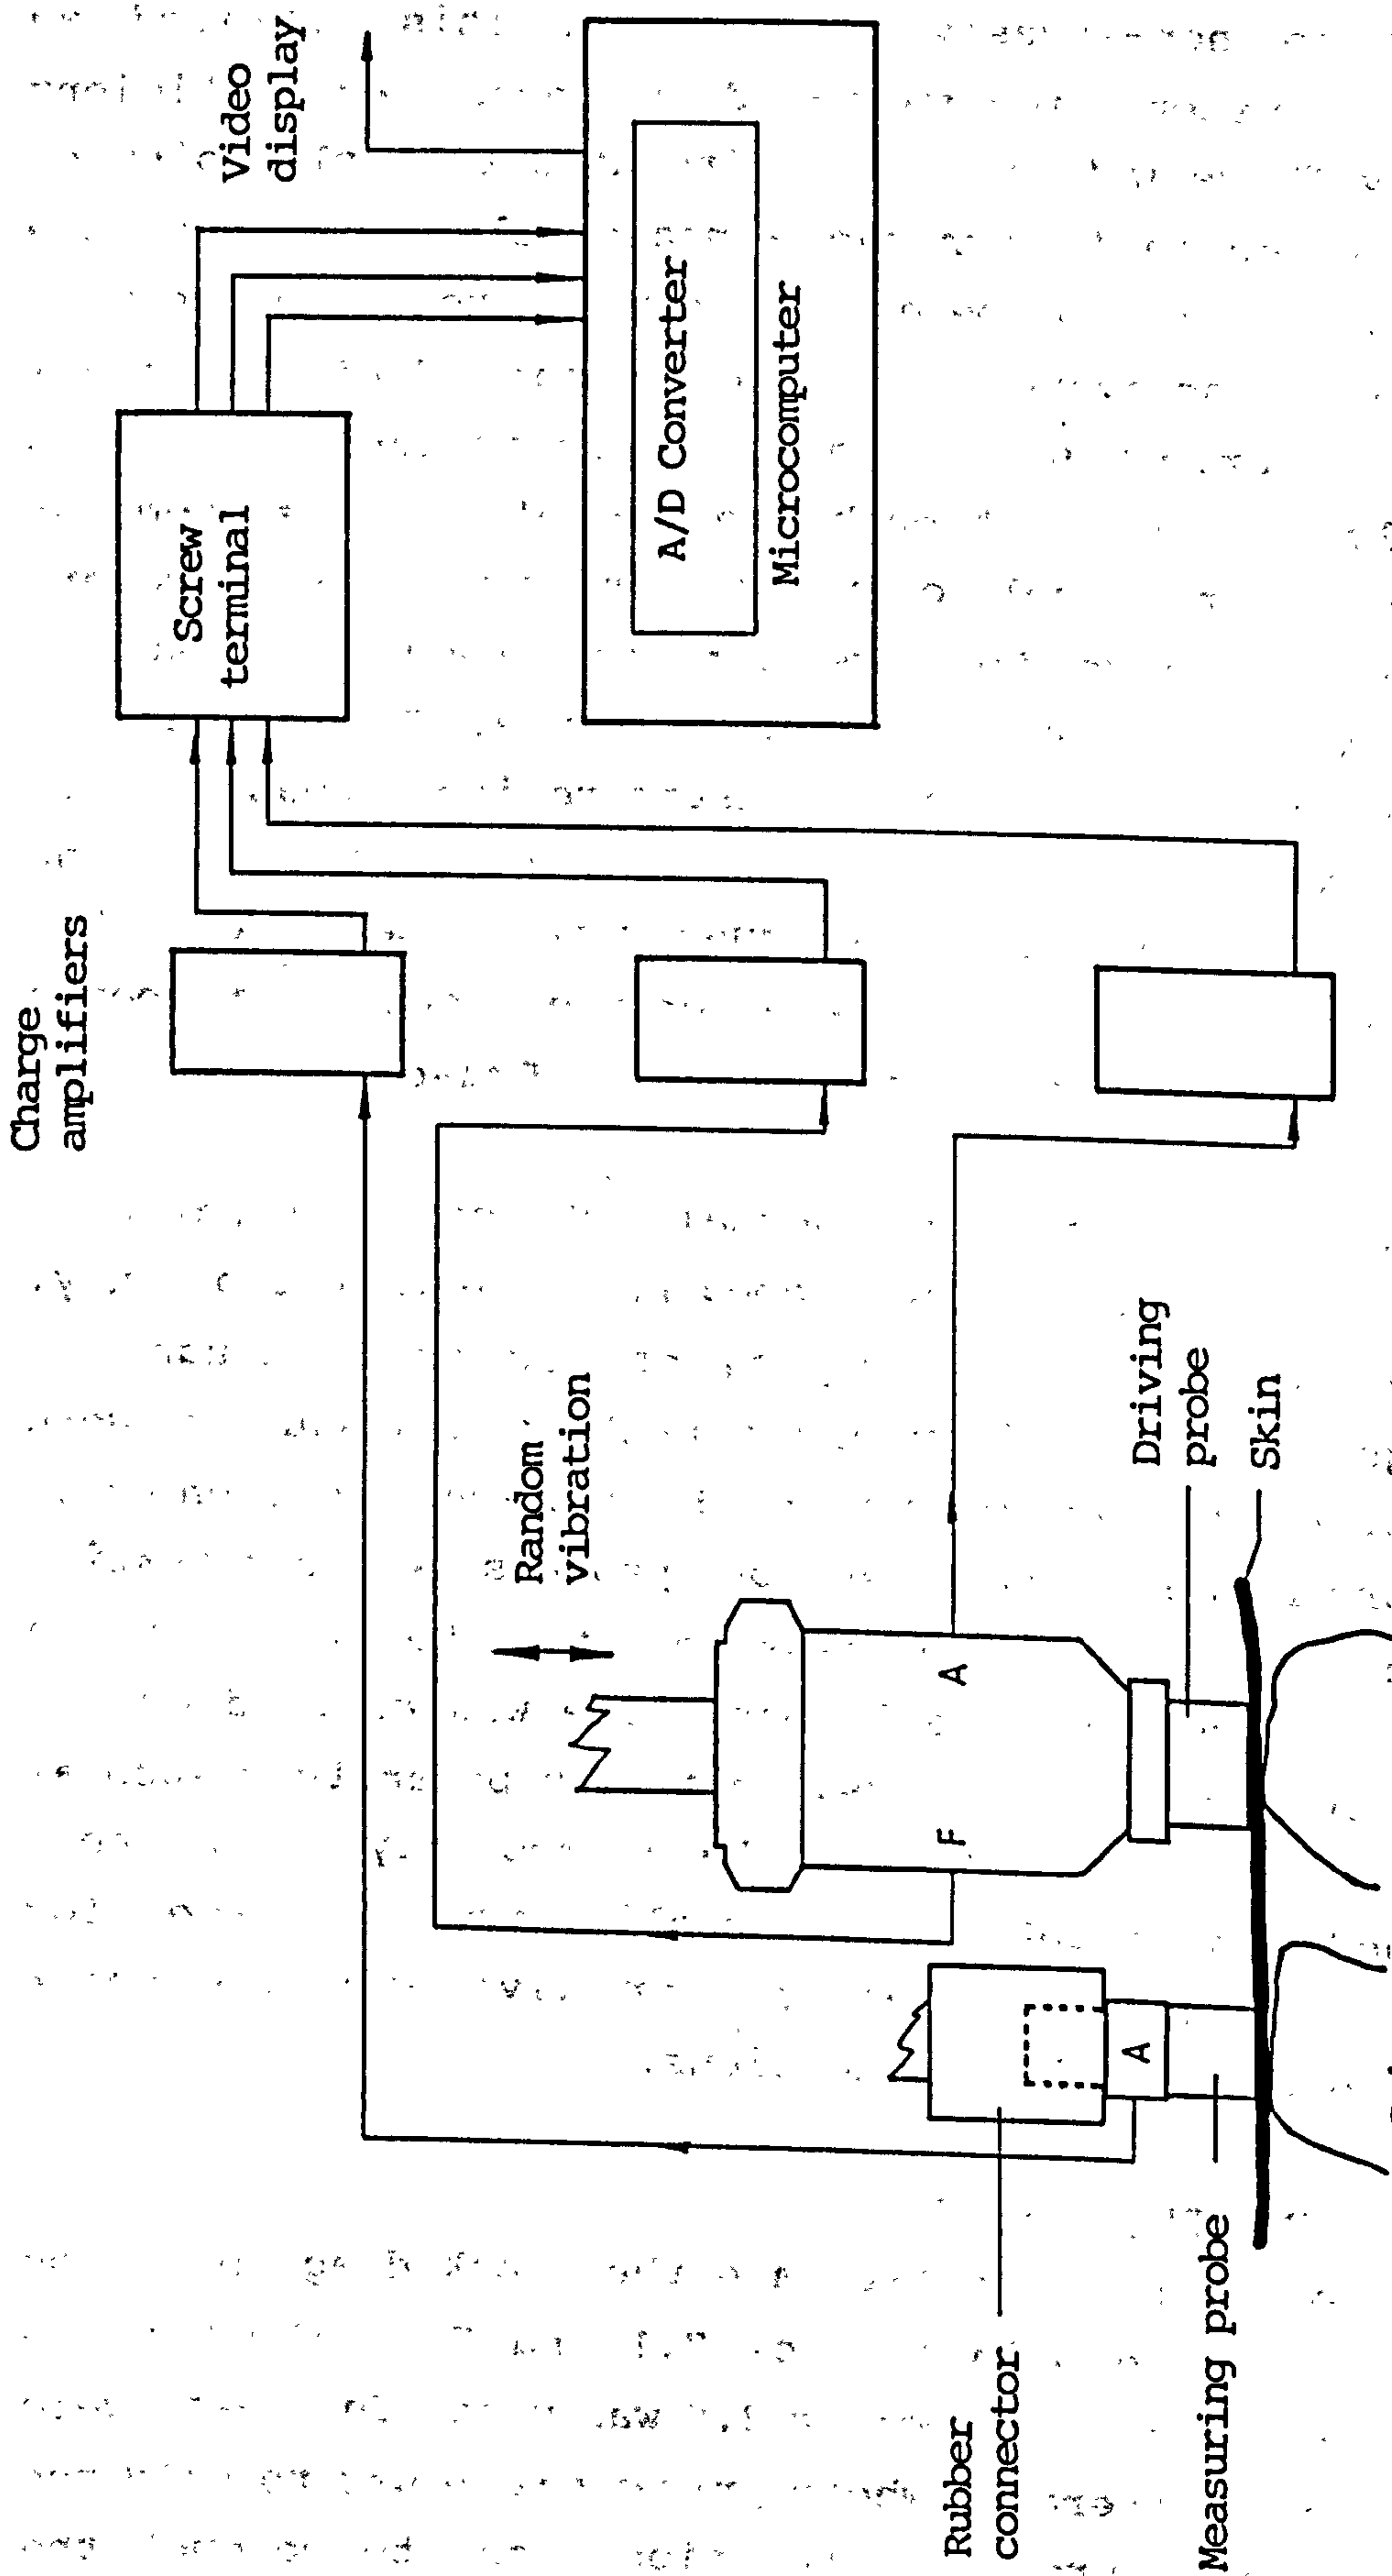 Charge
amplifiers
Screw
terminal
Video
display
A/D Converter
Microcomputer
Random
vibration
F
A
Driving
probe
Skin
Rubber
connector
A
Measuring probe